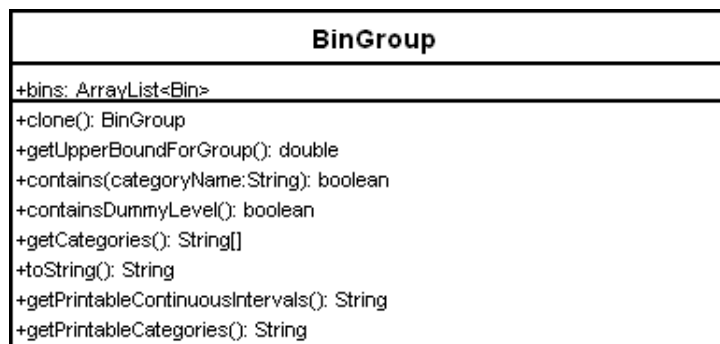 BinGroup
+bins: ArrayList<Bin>
+clone(): BinGroup
+getUpperBoundForGroup(): double
+contains(categoryName:String): boolean
+containsDummyLevel(): boolean
+getCategories(): String[]
+toString(): String
+getPrintableContinuousIntervals(): String
+getPrintableCategories(): String